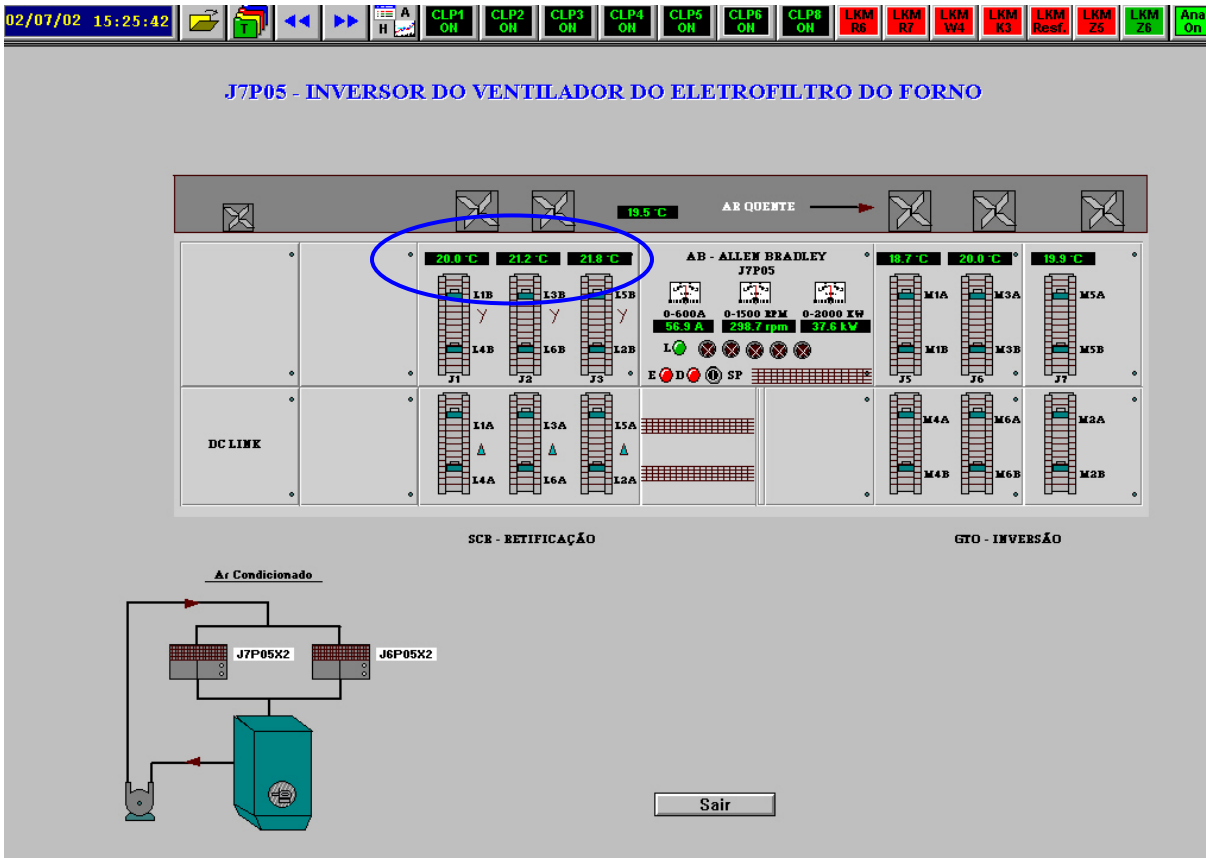 02/07/02 15:25:42 T A H CLP1 ON CLP2 ON CLP3 ON CLP4 ON CLP5 ON CLP6 ON CLP8 ON LKM R6 LKM R7 LKM W4 LKM K3 LKM Resf. LKM Z5 LKM Z6 Ana On
J7P05 - INVERSOR DO VENTILADOR DO ELETROFILTRO DO FORNO
19.5 °C AR QUENTE
20.0 °C 21.2 °C 21.8 °C AB - ALLEN BRADLEY 18.7 °C 20.0 °C 19.9 °C
J7P05
L1B L3B L5B M1A M3A M5A
0-600A 0-1500 RPM 0-2000 KW
56.9 A 298.7 rpm 37.6 kW
L4B L6B L2B L M1B M3B M5B
J1 J2 J3 E D SP J5 J6 J7
L1A L3A L5A M4A M6A M2A
DC LINK
L4A L6A L2A M4B M6B M2B
SCR - RETIFICAÇÃO GTO - INVERSÃO
Ar Condicionado
J7P05X2 J6P05X2
Sair